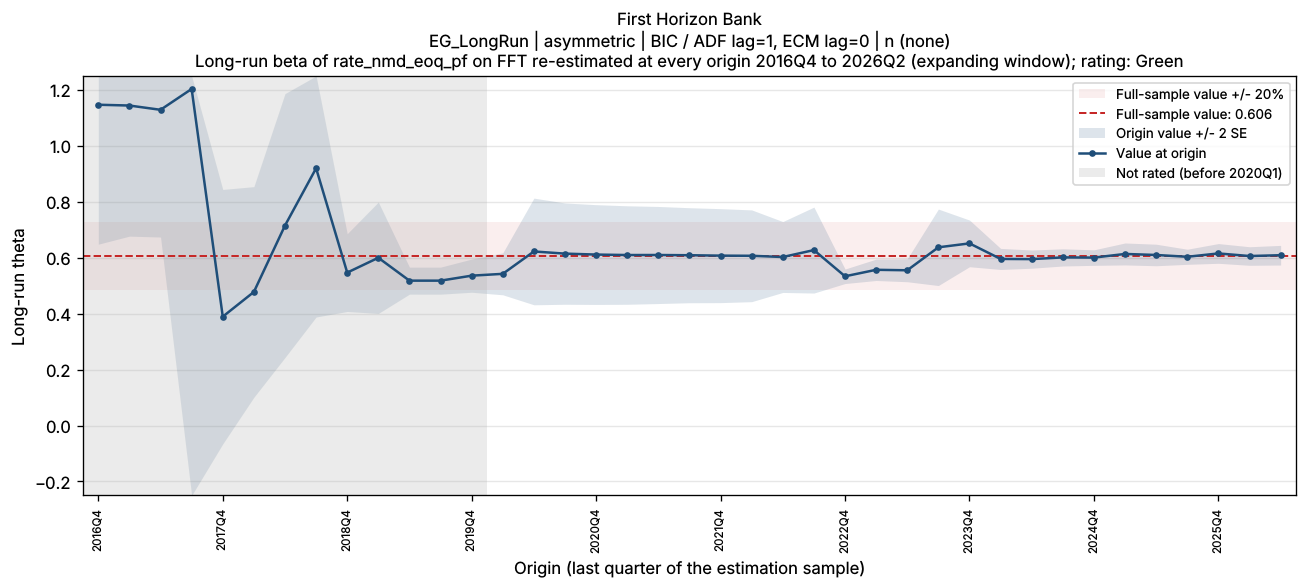 First Horizon Bank
EG_LongRun | asymmetric | BIC / ADF lag=1, ECM lag=0 | n (none)
Long-run beta of rate_nmd_eoq_pf on FFT re-estimated at every origin 2016Q4 to 2026Q2 (expanding window); rating: Green
Full-sample value +/- 20%
Full-sample value: 0.606
Origin value +/- 2 SE
Value at origin
Not rated (before 2020Q1)
Long-run theta
1.2
1.0
0.8
0.6
0.4
0.2
0.0
−0.2
2016Q4
2017Q4
2018Q4
2019Q4
2020Q4
2021Q4
2022Q4
2023Q4
2024Q4
2025Q4
Origin (last quarter of the estimation sample)